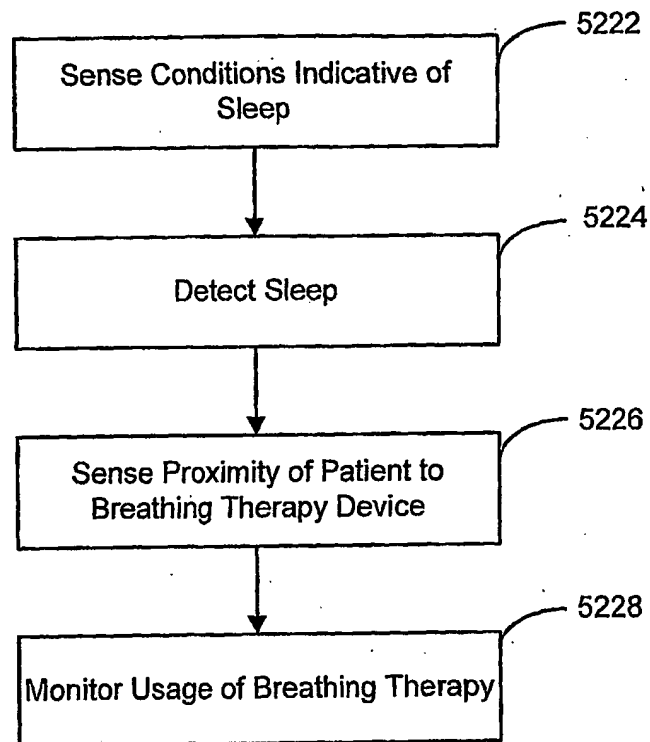 5222
Sense Conditions Indicative of
Sleep
5224
Detect Sleep
5226
Sense Proximity of Patient to
Breathing Therapy Device
5228
Monitor Usage of Breathing Therapy